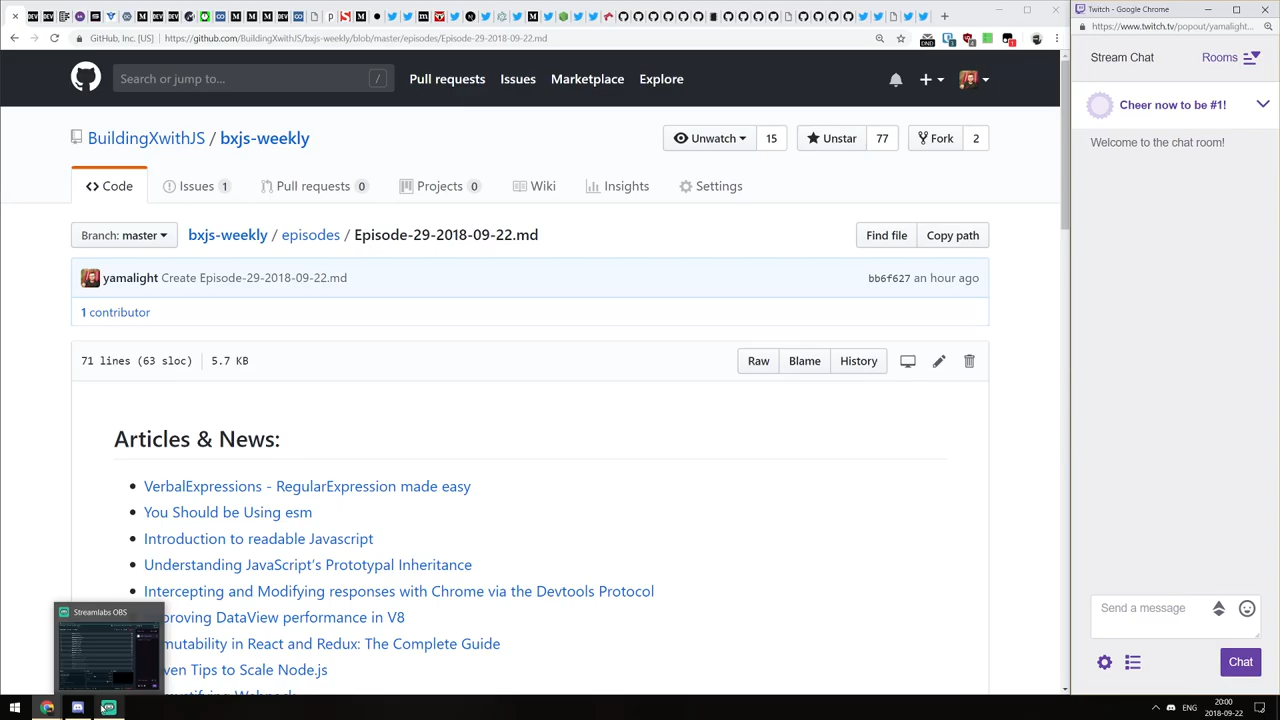 Twitch - Google Chrome
GitHub, Inc. [US] | https://github.com/BuildingXwithJS/bxjs-weekly/blob/master/episodes/Episode-29-2018-09-22.md
https://www.twitch.tv/popout/yamalight...
Search or jump to... /
Pull requests Issues Marketplace Explore
Stream Chat Rooms
Cheer now to be #1!
Welcome to the chat room!
BuildingXwithJS / bxjs-weekly
Unwatch 15 Unstar 77 Fork 2
Code Issues 1 Pull requests 0 Projects 0 Wiki Insights Settings
Branch: master bxjs-weekly / episodes / Episode-29-2018-09-22.md Find file Copy path
yamalight Create Episode-29-2018-09-22.md bb6f627 an hour ago
1 contributor
71 lines (63 sloc) 5.7 KB Raw Blame History
Articles & News:
VerbalExpressions - RegularExpression made easy
You Should be Using esm
Introduction to readable Javascript
Understanding JavaScript's Prototypal Inheritance
Intercepting and Modifying responses with Chrome via the Devtools Protocol
Streamlabs OBS
proving DataView performance in V8
mutability in React and Redux: The Complete Guide
ven Tips to Scale Node.js
Send a message
Chat
ENG
20:00
2018-09-22